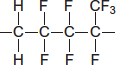 H F F CF₃
–C–C–C–C–
H F F F